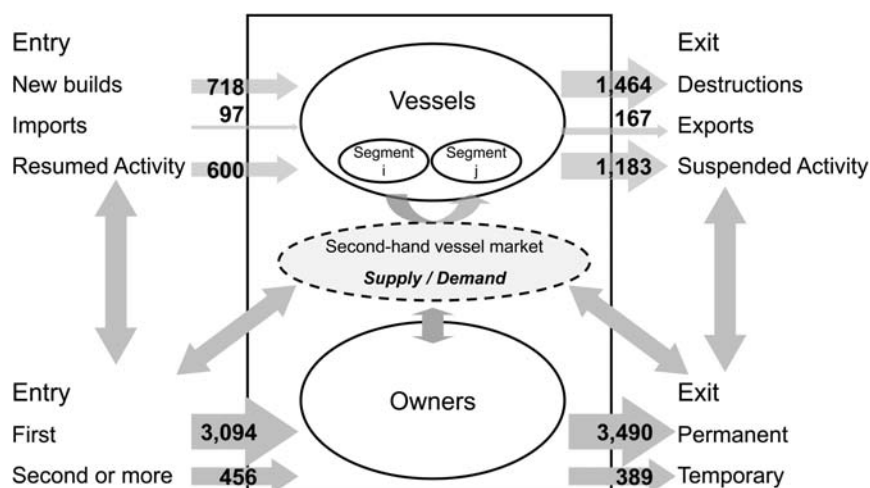 Entry
Exit
New builds 718
1,464 Destructions
Vessels
Imports 97
167 Exports
Segment i
Segment j
Resumed Activity 600
1,183 Suspended Activity
Second-hand vessel market
Supply / Demand
Entry
Exit
Owners
First 3,094
3,490 Permanent
Second or more 456
389 Temporary